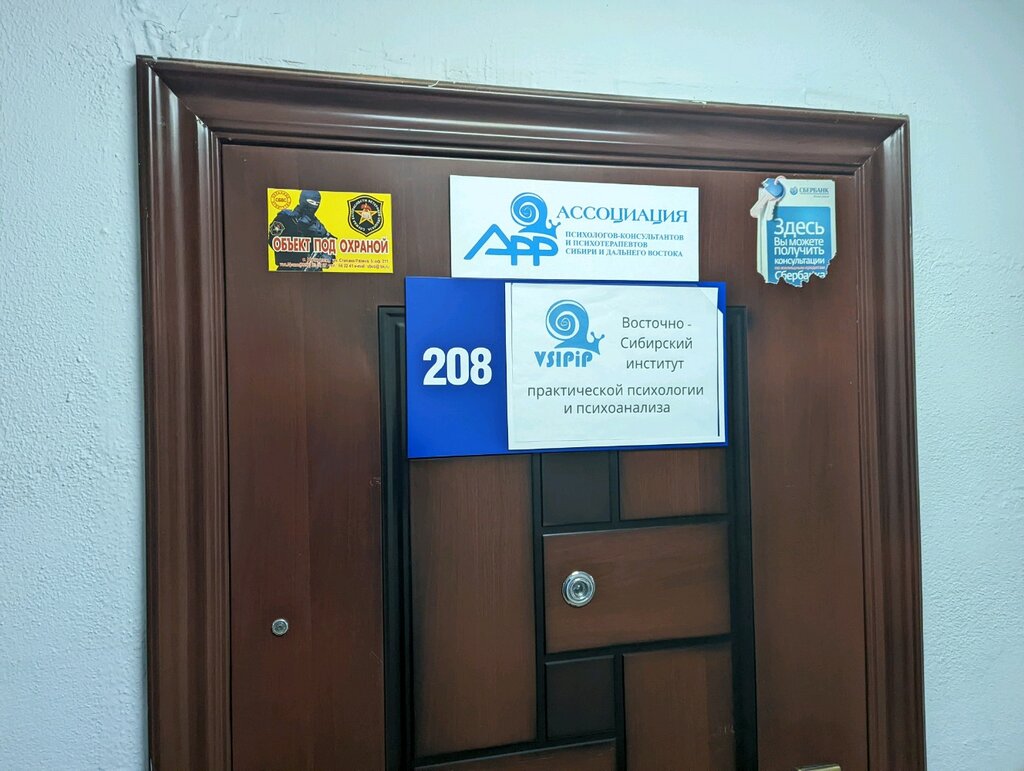 ОБЪЕКТ ПОД ОХРАНОЙ
АРР
АССОЦИАЦИЯ
ПСИХОЛОГОВ-КОНСУЛЬТАНТОВ
И ПСИХОТЕРАПЕВТОВ
СИБИРИ И ДАЛЬНЕГО ВОСТОКА
СБЕРБАНК
Здесь
Вы можете
получить
консультации
Сбербанка
208
VSIPiP
Восточно -
Сибирский
институт
практической психологии
и психоанализа